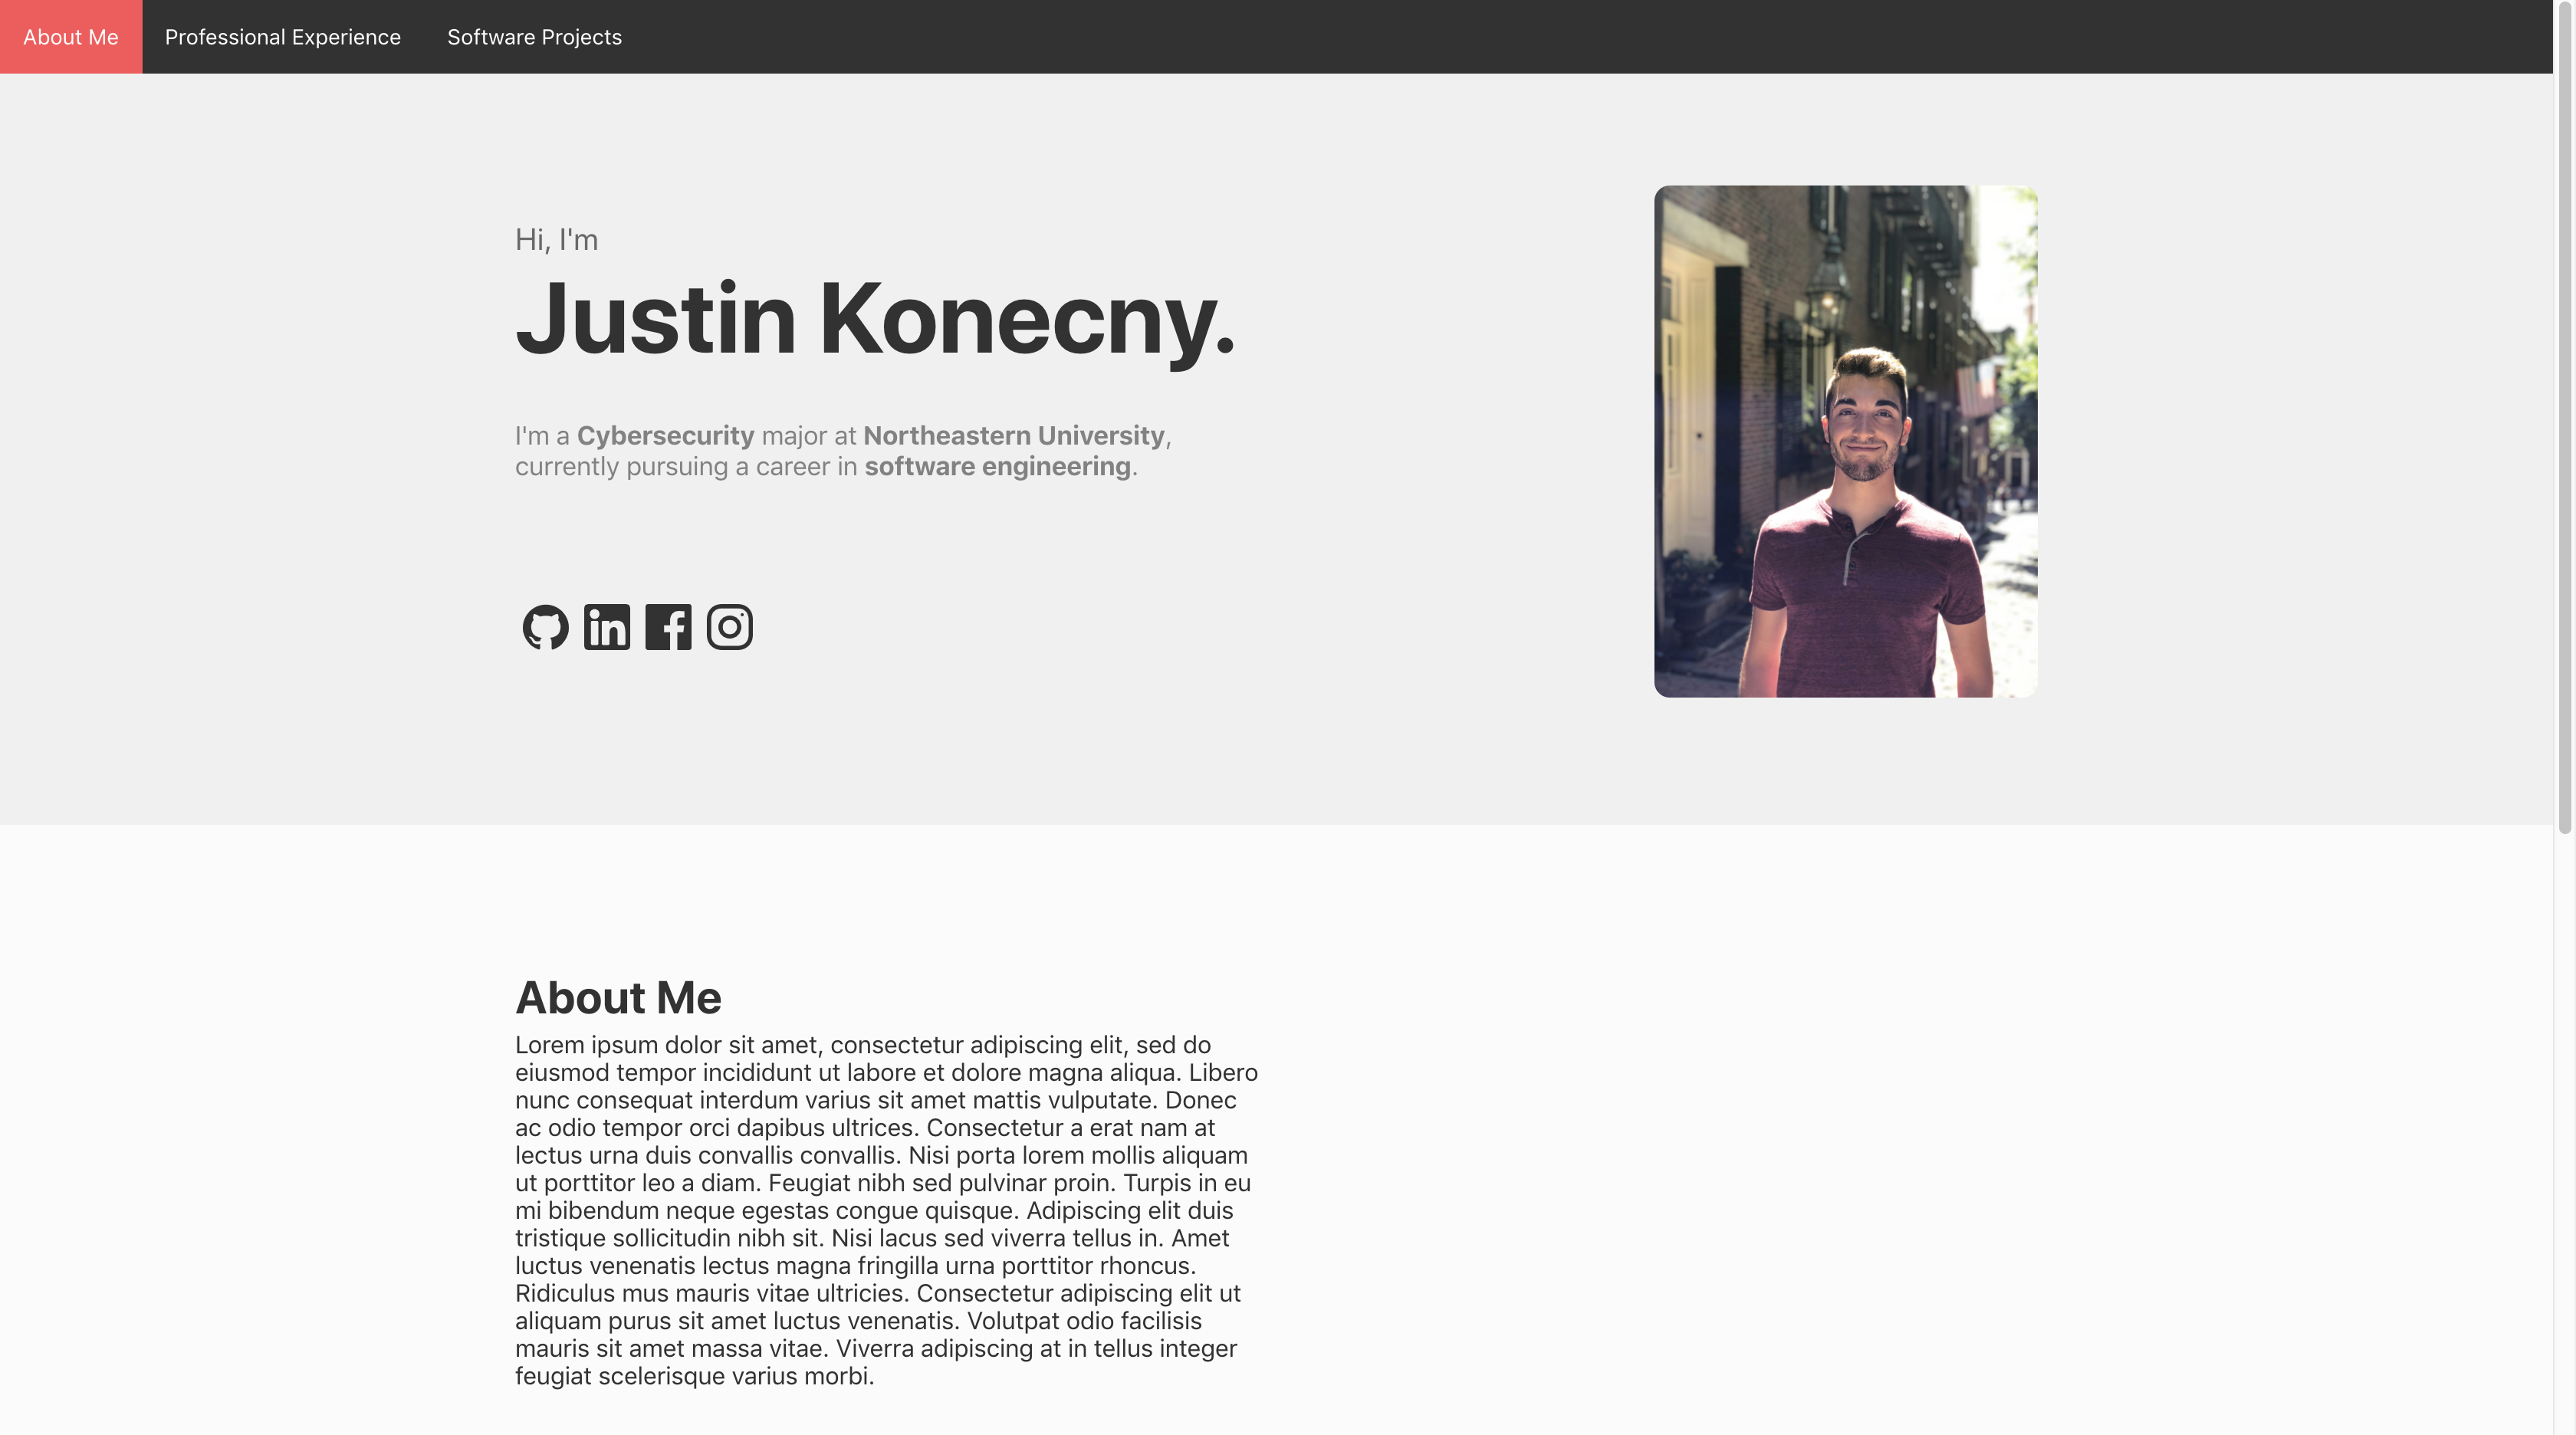 About Me
Professional Experience
Software Projects
Hi, I'm
Justin Konecny.
I'm a Cybersecurity major at Northeastern University,
currently pursuing a career in software engineering.
in
f
About Me
Lorem ipsum dolor sit amet, consectetur adipiscing elit, sed do
eiusmod tempor incididunt ut labore et dolore magna aliqua. Libero
nunc consequat interdum varius sit amet mattis vulputate. Donec
ac odio tempor orci dapibus ultrices. Consectetur a erat nam at
lectus urna duis convallis convallis. Nisi porta lorem mollis aliquam
ut porttitor leo a diam. Feugiat nibh sed pulvinar proin. Turpis in eu
mi bibendum neque egestas congue quisque. Adipiscing elit duis
tristique sollicitudin nibh sit. Nisi lacus sed viverra tellus in. Amet
luctus venenatis lectus magna fringilla urna porttitor rhoncus.
Ridiculus mus mauris vitae ultricies. Consectetur adipiscing elit ut
aliquam purus sit amet luctus venenatis. Volutpat odio facilisis
mauris sit amet massa vitae. Viverra adipiscing at in tellus integer
feugiat scelerisque varius morbi.